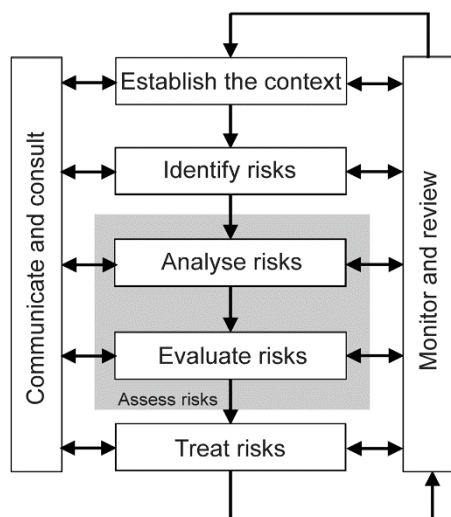 Establish the context
Identify risks
Analyse risks
Evaluate risks
Assess risks
Treat risks
Communicate and consult
Monitor and review